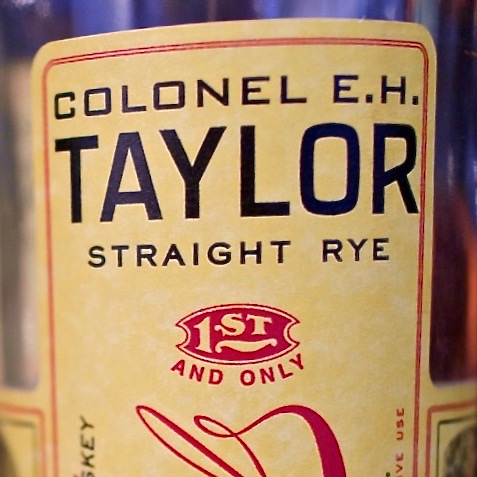 COLONEL E.H.
TAYLOR
STRAIGHT RYE
1ST
AND ONLY